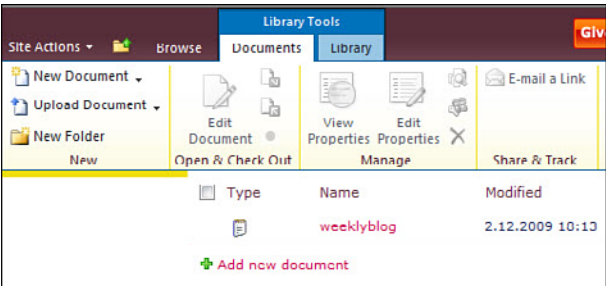 Library Tools
Site Actions Browse Documents Library
New Document
Upload Document
New Folder
New
Edit Document
Open & Check Out
View Properties
Edit Properties
Manage
E-mail a Link
Share & Track
Type Name Modified
weeklyblog 2.12.2009 10:13
Add new document